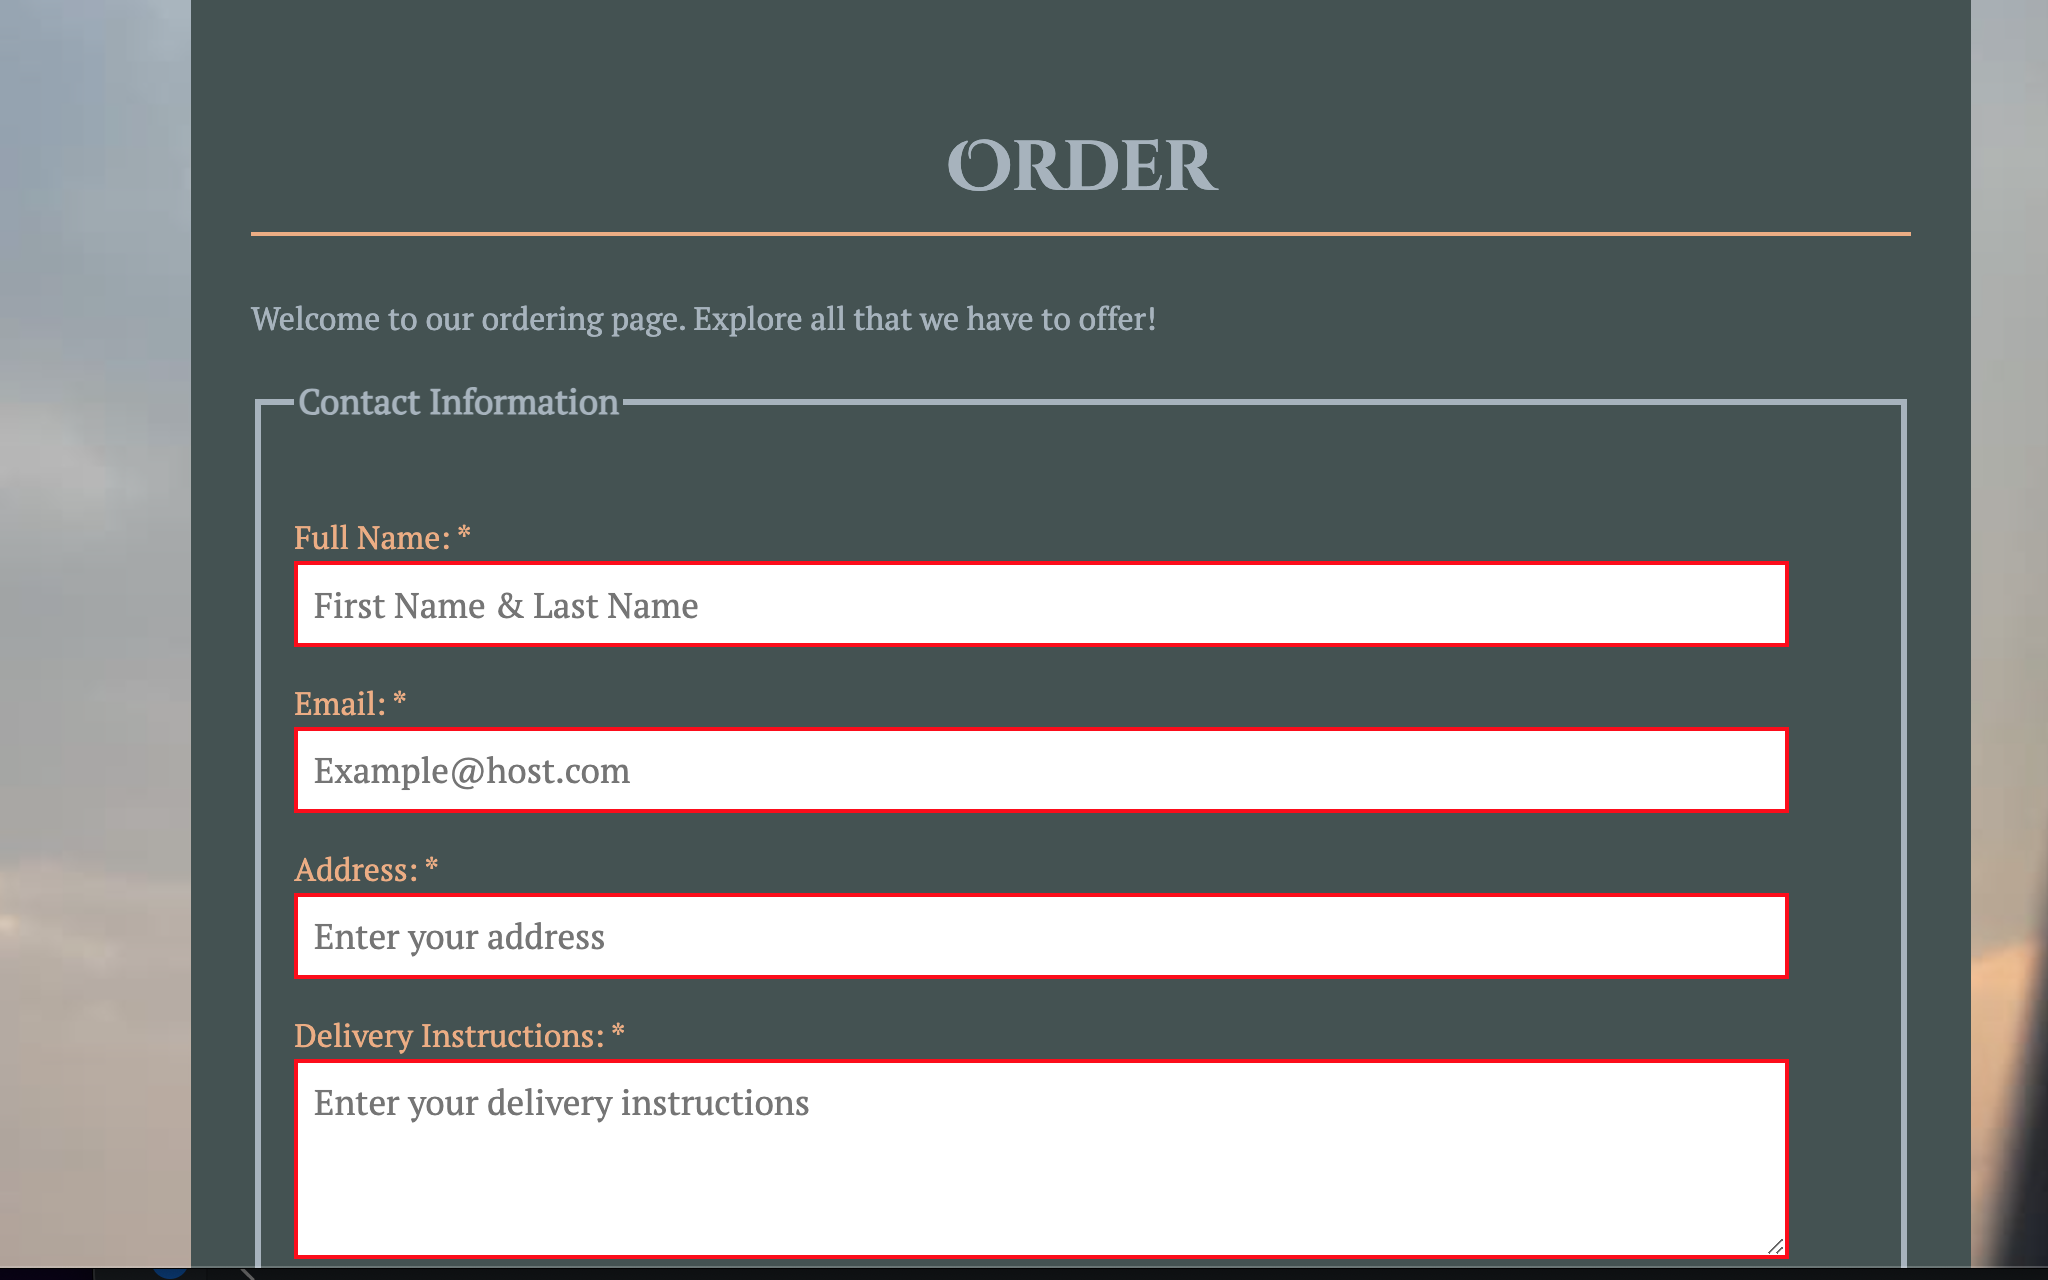 Order
Welcome to our ordering page. Explore all that we have to offer!
Contact Information
Full Name: *
First Name & Last Name
Email: *
Example@host.com
Address: *
Enter your address
Delivery Instructions: *
Enter your delivery instructions